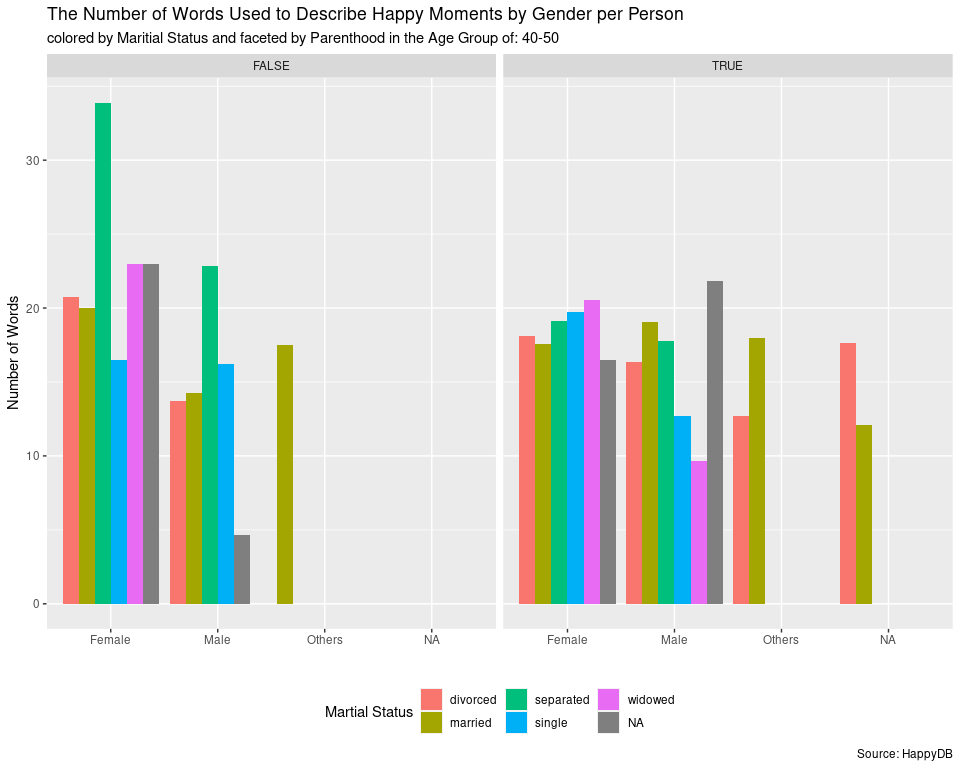 The Number of Words Used to Describe Happy Moments by Gender per Person
colored by Maritial Status and faceted by Parenthood in the Age Group of: 40-50
FALSE
TRUE
30
20
10
0
Number of Words
Female
Male
Others
NA
Female
Male
Others
NA
Martial Status
divorced
separated
widowed
married
single
NA
Source: HappyDB